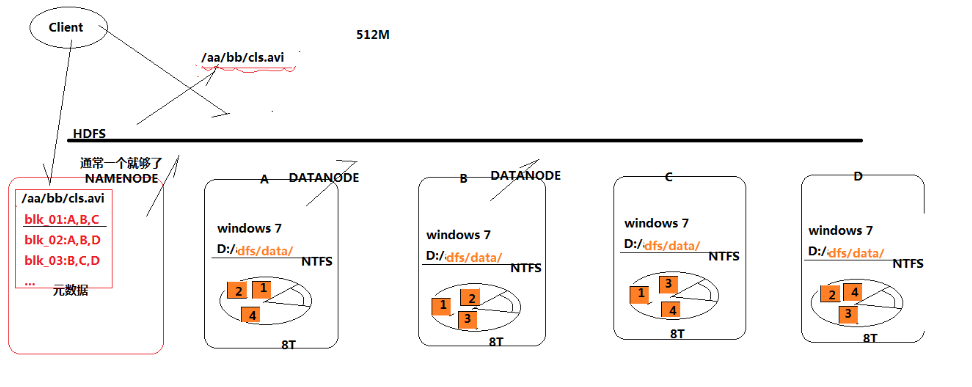 Client
512M
/aa/bb/cls.avi
HDFS
通常一个就够了
NAMENODE
/aa/bb/cls.avi
blk_01:A,B,C
blk_02:A,B,D
blk_03:B,C,D
...
元数据
A
DATANODE
windows 7
D:/dfs/data/
NTFS
2
1
4
8T
B
DATANODE
windows 7
D:/dfs/data/
NTFS
1
2
3
8T
C
windows 7
D:/dfs/data/
NTFS
1
3
4
8T
D
windows 7
D:/dfs/data/
NTFS
2
4
3
8T